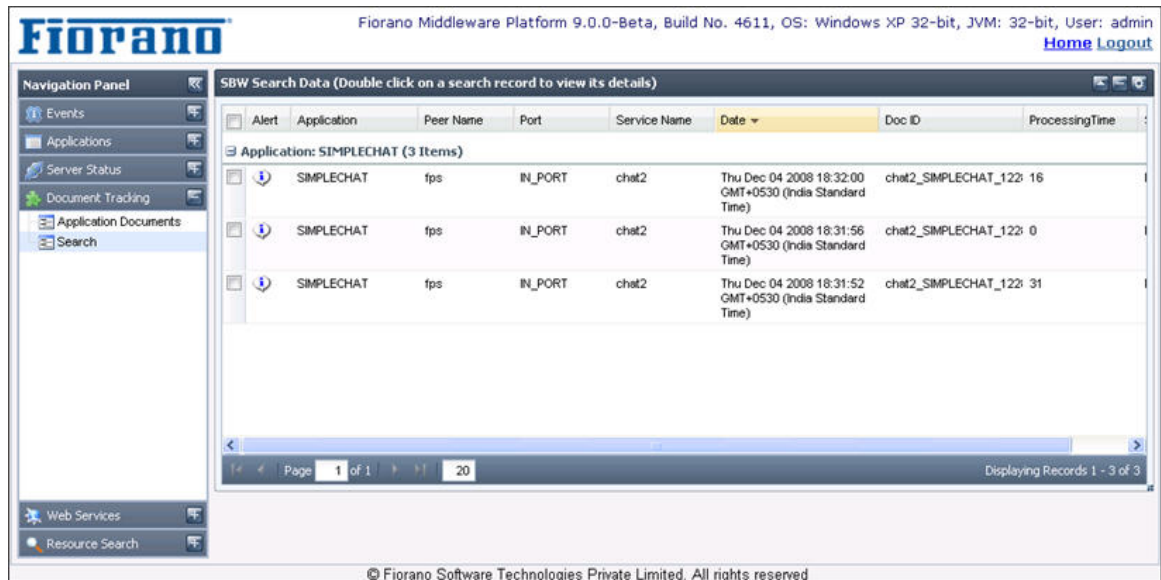 Fiorano
Fiorano Middleware Platform 9.0.0-Beta, Build No. 4611, OS: Windows XP 32-bit, JVM: 32-bit, User: admin
Home Logout
Navigation Panel
Events
Applications
Server Status
Document Tracking
Application Documents
Search
Web Services
Resource Search
SBW Search Data (Double click on a search record to view its details)
Alert Application Peer Name Port Service Name Date Doc ID ProcessingTime
Application: SIMPLECHAT (3 Items)
SIMPLECHAT fps IN_PORT chat2 Thu Dec 04 2008 18:32:00 chat2_SIMPLECHAT_122 16
GMT+0530 (India Standard
Time)
SIMPLECHAT fps IN_PORT chat2 Thu Dec 04 2008 18:31:56 chat2_SIMPLECHAT_122 0
GMT+0530 (India Standard
Time)
SIMPLECHAT fps IN_PORT chat2 Thu Dec 04 2008 18:31:52 chat2_SIMPLECHAT_122 31
GMT+0530 (India Standard
Time)
Page 1 of 1 20 Displaying Records 1 - 3 of 3
© Fiorano Software Technologies Private Limited. All rights reserved